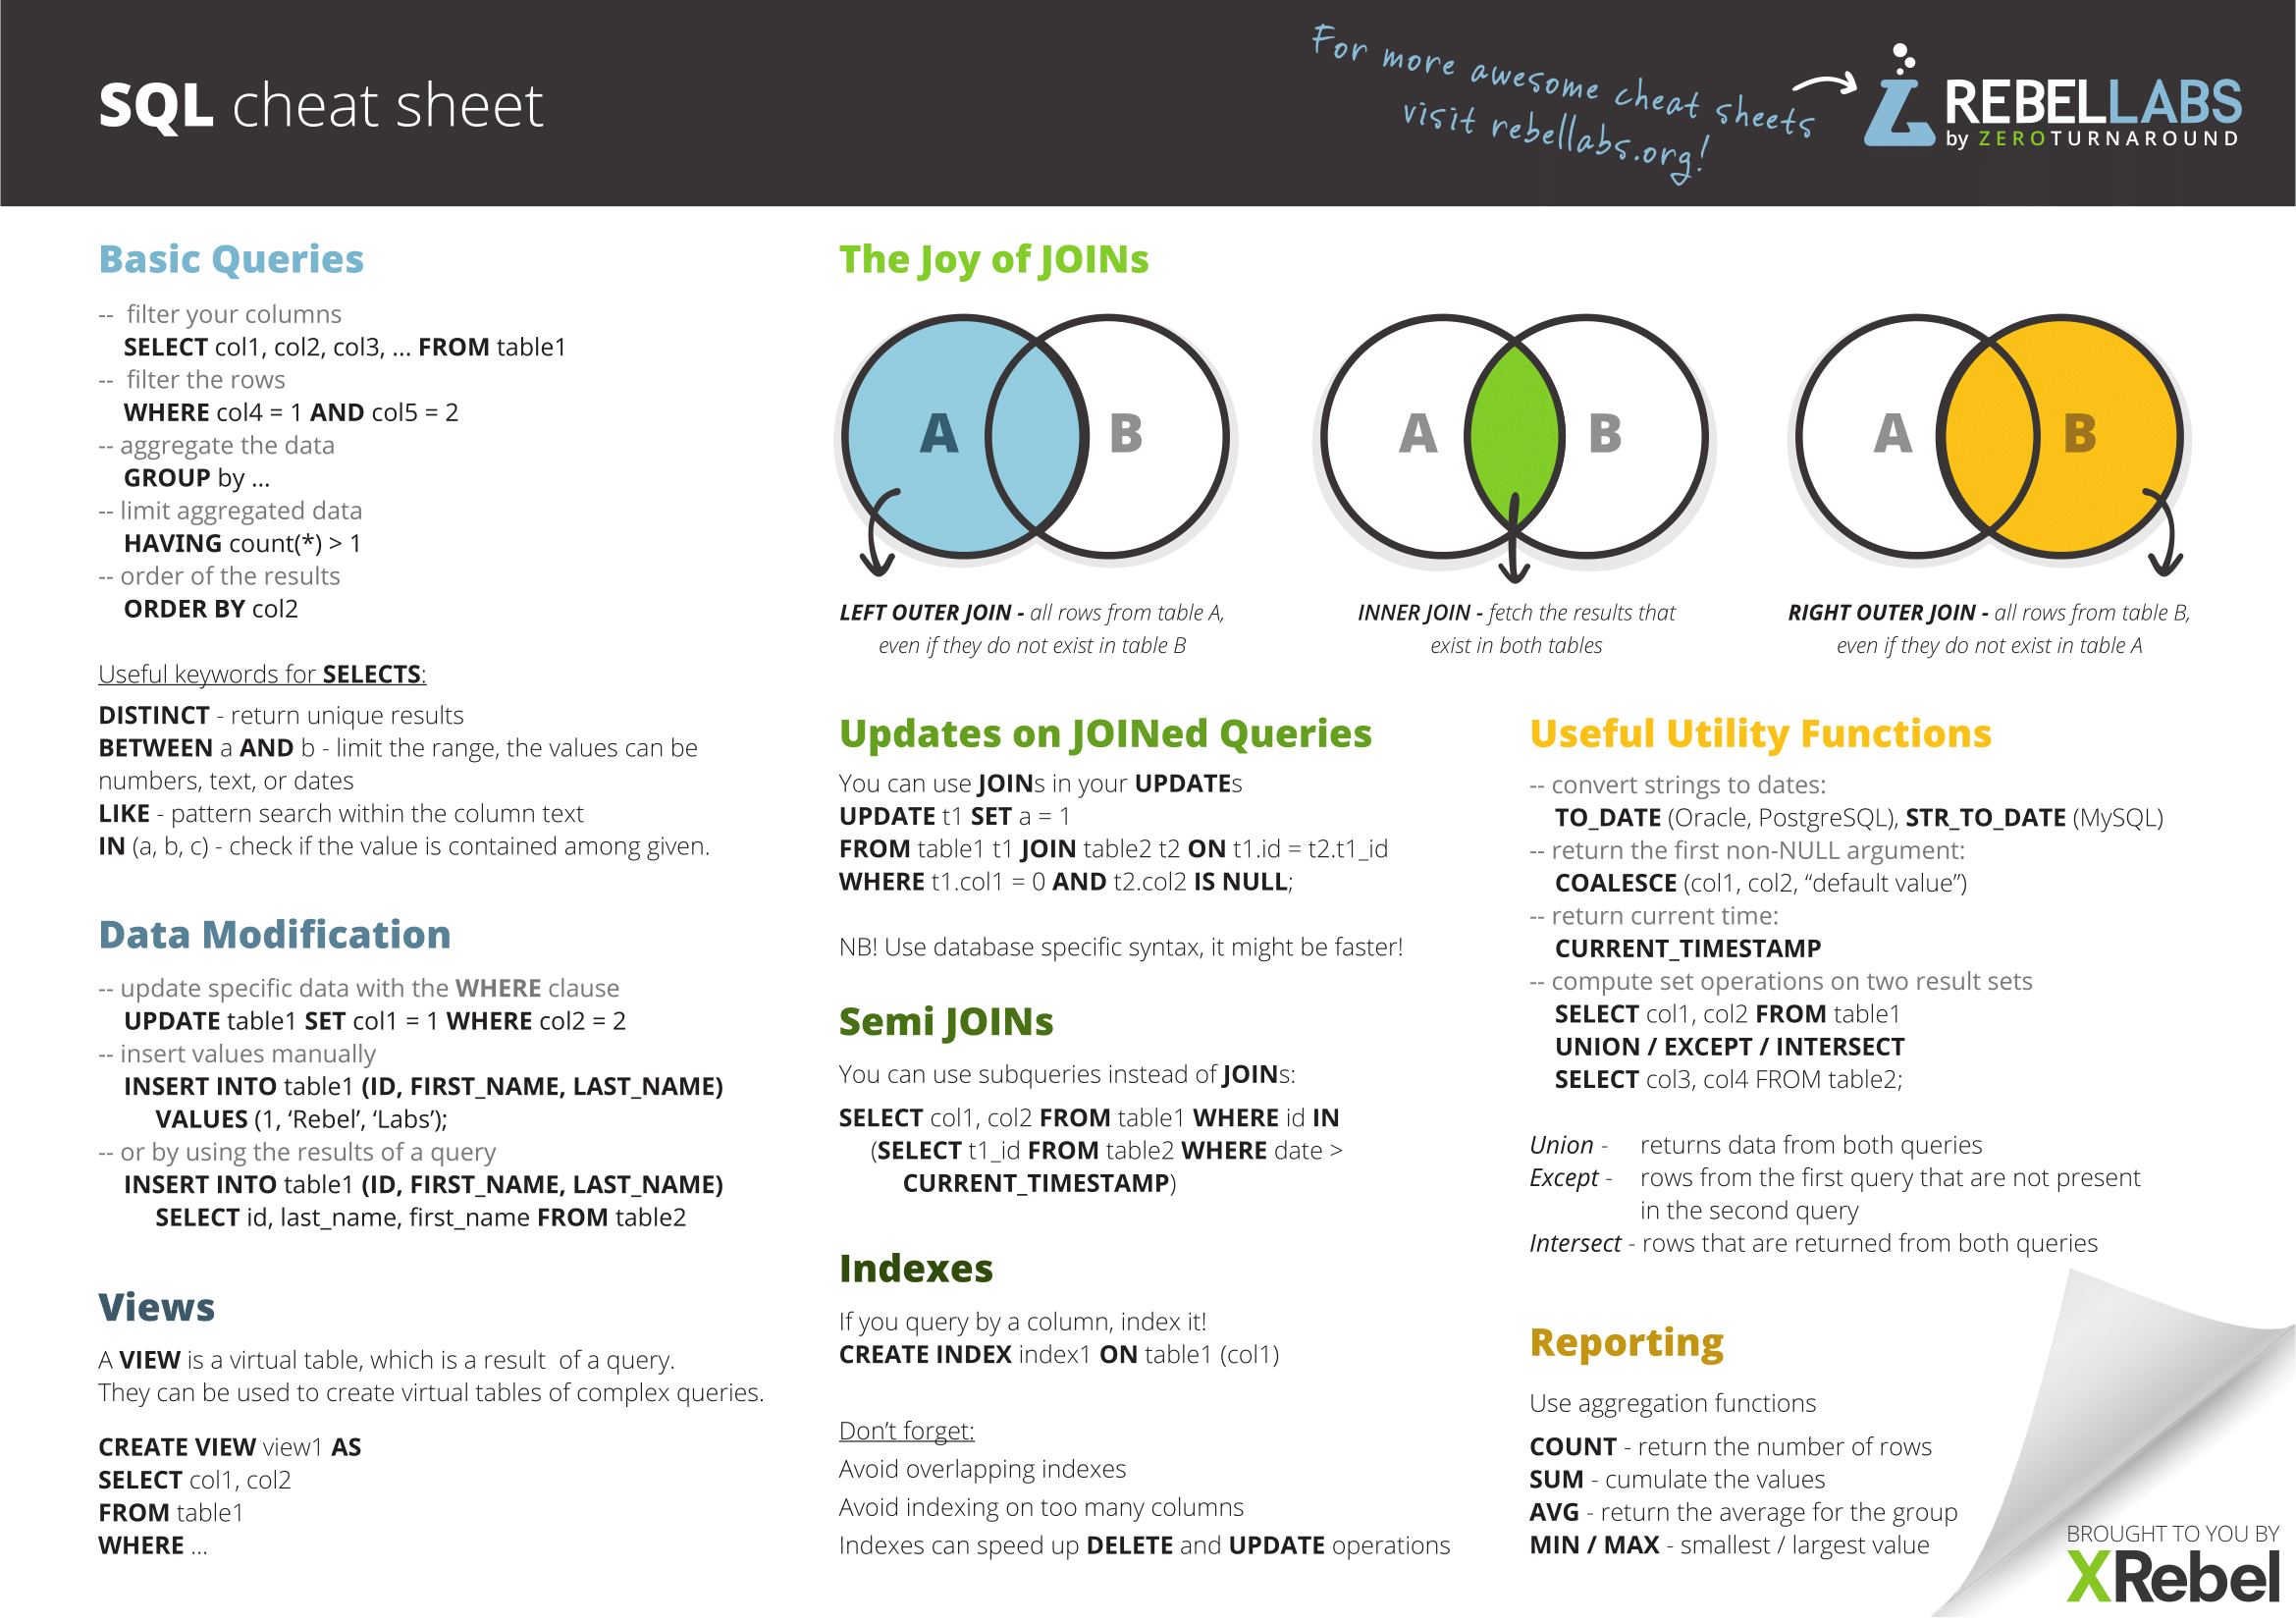 SQL cheat sheet
For more awesome cheat sheets
visit rebellabs.org!
REBELLABS
by ZEROTURNAROUND
Basic Queries
-- filter your columns
SELECT col1, col2, col3, ... FROM table1
-- filter the rows
WHERE col4 = 1 AND col5 = 2
-- aggregate the data
GROUP by ...
-- limit aggregated data
HAVING count(*) > 1
-- order of the results
ORDER BY col2
Useful keywords for SELECTS:
DISTINCT - return unique results
BETWEEN a AND b - limit the range, the values can be
numbers, text, or dates
LIKE - pattern search within the column text
IN (a, b, c) - check if the value is contained among given.
Data Modification
-- update specific data with the WHERE clause
UPDATE table1 SET col1 = 1 WHERE col2 = 2
-- insert values manually
INSERT INTO table1 (ID, FIRST_NAME, LAST_NAME)
VALUES (1, ‘Rebel’, ‘Labs’);
-- or by using the results of a query
INSERT INTO table1 (ID, FIRST_NAME, LAST_NAME)
SELECT id, last_name, first_name FROM table2
Views
A VIEW is a virtual table, which is a result of a query.
They can be used to create virtual tables of complex queries.
CREATE VIEW view1 AS
SELECT col1, col2
FROM table1
WHERE ...
The Joy of JOINs
A B
A B
A B
LEFT OUTER JOIN - all rows from table A,
even if they do not exist in table B
INNER JOIN - fetch the results that
exist in both tables
RIGHT OUTER JOIN - all rows from table B,
even if they do not exist in table A
Updates on JOINed Queries
You can use JOINs in your UPDATEs
UPDATE t1 SET a = 1
FROM table1 t1 JOIN table2 t2 ON t1.id = t2.t1_id
WHERE t1.col1 = 0 AND t2.col2 IS NULL;
NB! Use database specific syntax, it might be faster!
Semi JOINs
You can use subqueries instead of JOINs:
SELECT col1, col2 FROM table1 WHERE id IN
(SELECT t1_id FROM table2 WHERE date >
CURRENT_TIMESTAMP)
Indexes
If you query by a column, index it!
CREATE INDEX index1 ON table1 (col1)
Don’t forget:
Avoid overlapping indexes
Avoid indexing on too many columns
Indexes can speed up DELETE and UPDATE operations
Useful Utility Functions
-- convert strings to dates:
TO_DATE (Oracle, PostgreSQL), STR_TO_DATE (MySQL)
-- return the first non-NULL argument:
COALESCE (col1, col2, “default value”)
-- return current time:
CURRENT_TIMESTAMP
-- compute set operations on two result sets
SELECT col1, col2 FROM table1
UNION / EXCEPT / INTERSECT
SELECT col3, col4 FROM table2;
Union - returns data from both queries
Except - rows from the first query that are not present
in the second query
Intersect - rows that are returned from both queries
Reporting
Use aggregation functions
COUNT - return the number of rows
SUM - cumulate the values
AVG - return the average for the group
MIN / MAX - smallest / largest value
BROUGHT TO YOU BY
XRebel